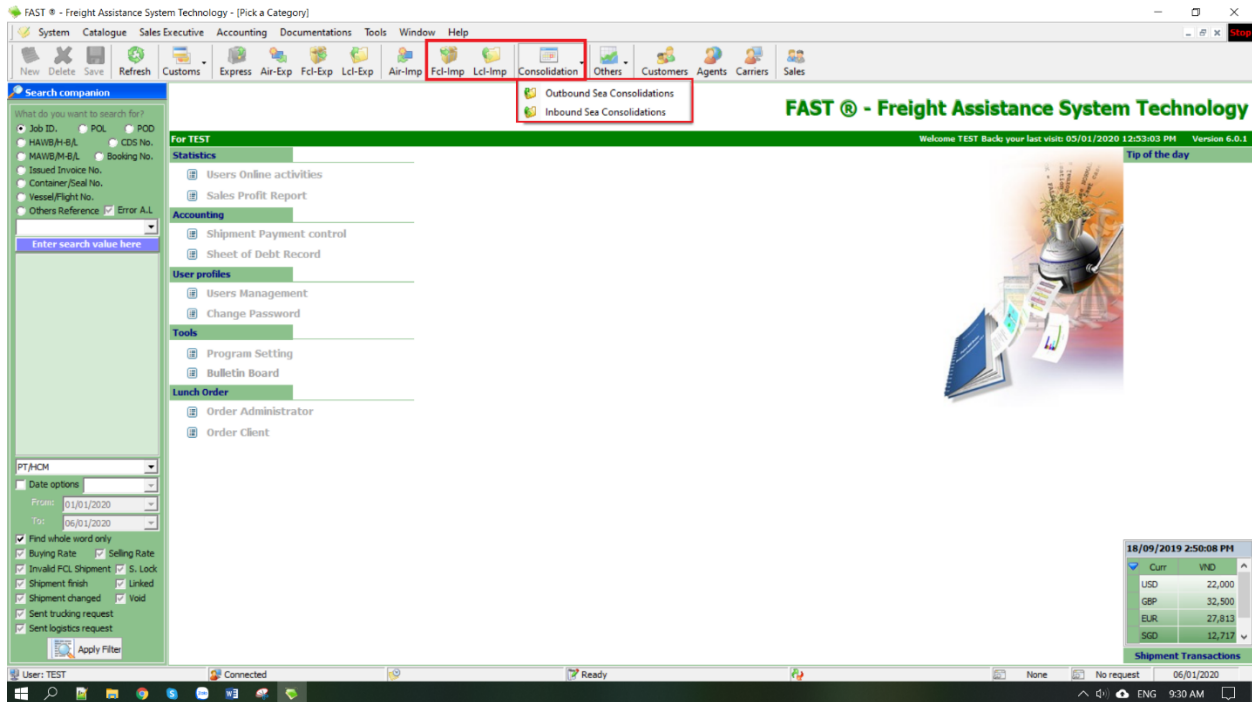 FAST ® - Freight Assistance System Technology - [Pick a Category]
System Catalogue Sales Executive Accounting Documentations Tools Window Help
Stop
New Delete Save Refresh Customs Express Air-Exp Fcl-Exp Lcl-Exp Air-Imp Fcl-Imp Lcl-Imp Consolidation Others Customers Agents Carriers Sales
Outbound Sea Consolidations
Inbound Sea Consolidations
Search companion
What do you want to search for?
Job ID. POL POD
HAWB/H-B/L CDS No.
MAWB/M-B/L Booking No.
Issued Invoice No.
Container/Seal No.
Vessel/Flight No.
Others Reference Error A.L
Enter search value here
PT/HCM
Date options
From: 01/01/2020
To: 06/01/2020
Find whole word only
Buying Rate Selling Rate
Invalid FCL Shipment S. Lock
Shipment finish Linked
Shipment changed Void
Sent trucking request
Sent logistics request
Apply Filter
FAST ® - Freight Assistance System Technology
For TEST Welcome TEST Back; your last visit: 05/01/2020 12:53:03 PM Version 6.0.1
Statistics
Users Online activities
Sales Profit Report
Accounting
Shipment Payment control
Sheet of Debt Record
User profiles
Users Management
Change Password
Tools
Program Setting
Bulletin Board
Lunch Order
Order Administrator
Order Client
Tip of the day
18/09/2019 2:50:08 PM
Curr VND
USD 22,000
GBP 32,500
EUR 27,813
SGD 12,717
Shipment Transactions
User: TEST Connected Ready None No request 06/01/2020
ENG 9:30 AM